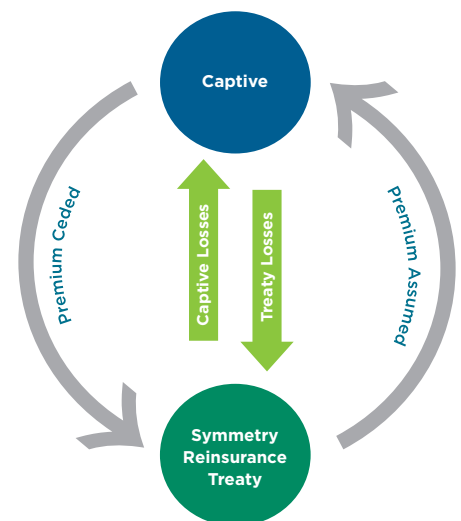 Captive
Premium Ceded
Captive Losses
Treaty Losses
Premium Assumed
Symmetry
Reinsurance
Treaty